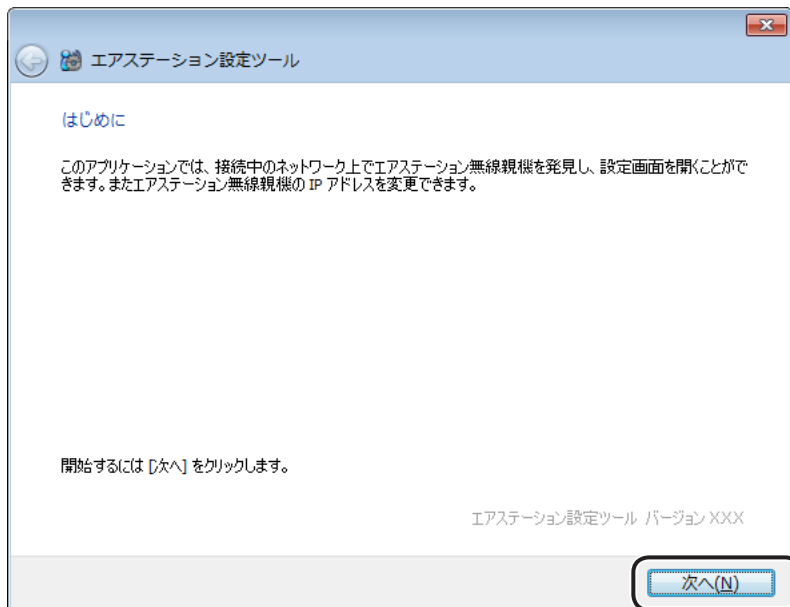 エアステーション設定ツール
はじめに
このアプリケーションでは、接続中のネットワーク上でエアステーション無線親機を発見し、設定画面を開くことがで
きます。またエアステーション無線親機の IP アドレスを変更できます。
開始するには [次へ] をクリックします。
エアステーション設定ツール バージョン XXX
次へ(N)